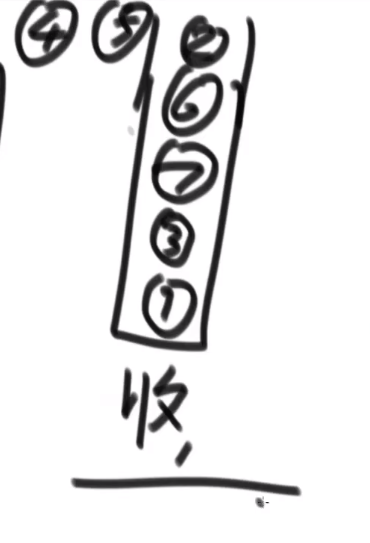 ④ ⑤ ②
⑥
⑦
③
①
收,